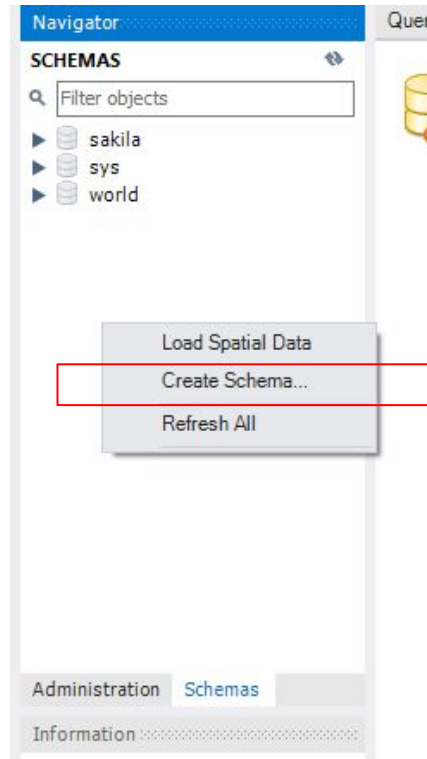 Navigator
Quer
SCHEMAS
Filter objects
sakila
sys
world
Load Spatial Data
Create Schema...
Refresh All
Administration Schemas
Information